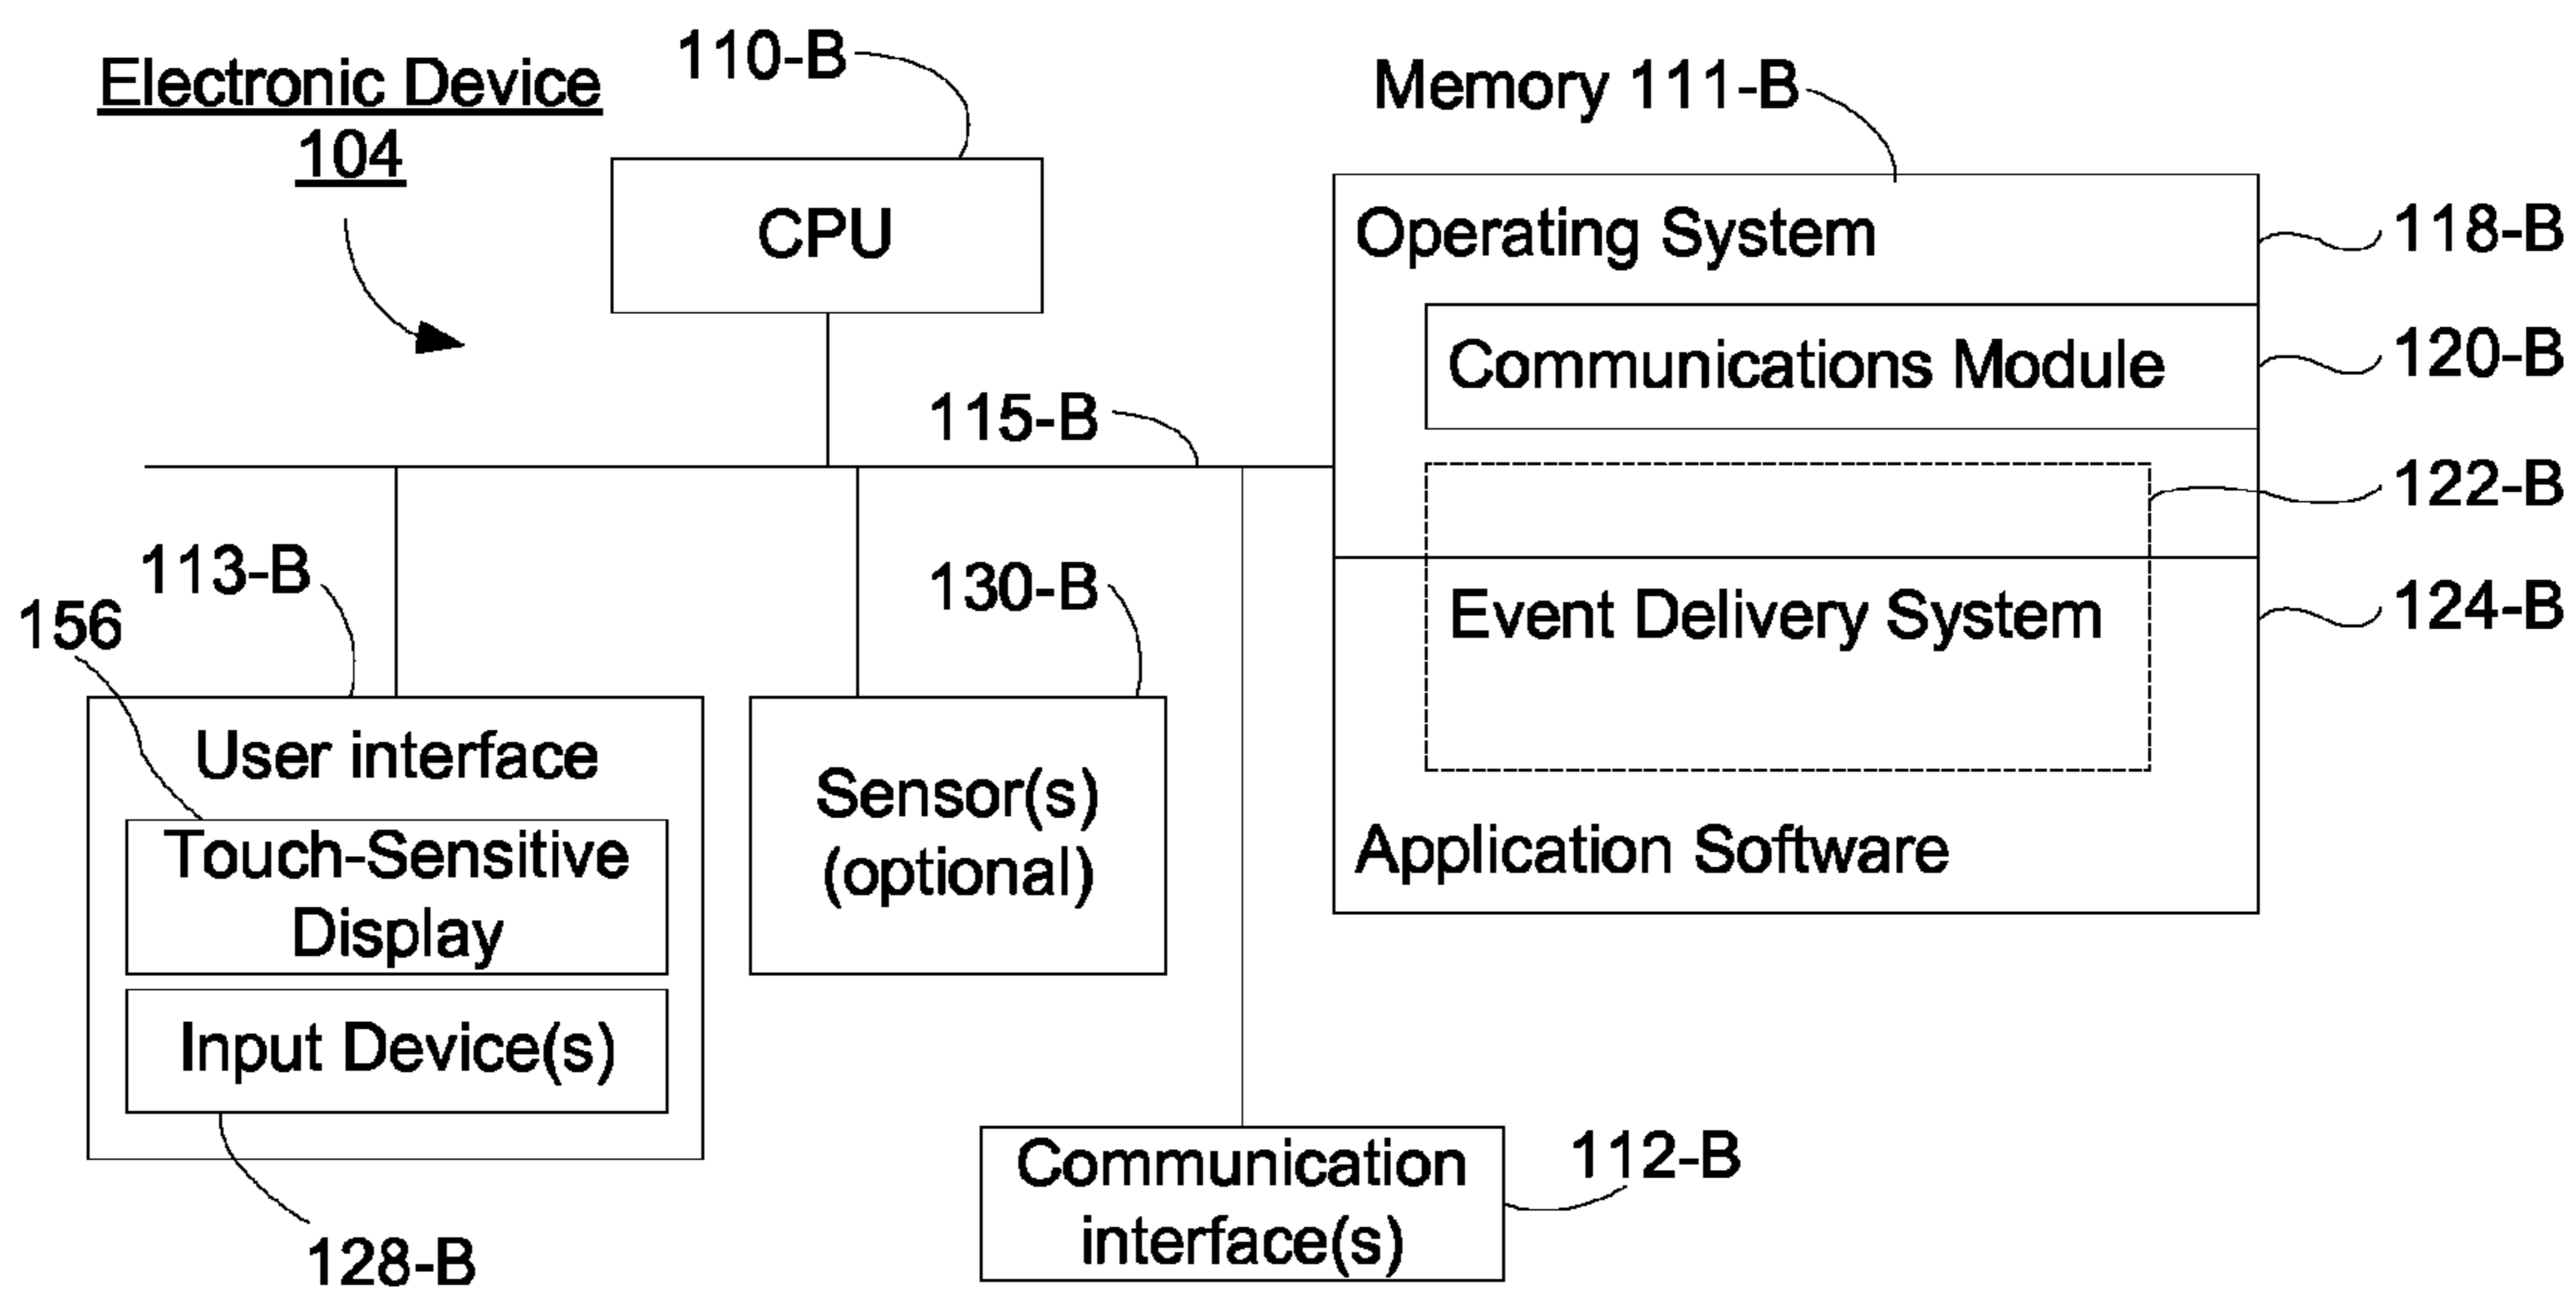 Electronic Device
104
110-B
CPU
Memory 111-B
Operating System
118-B
Communications Module
120-B
115-B
122-B
113-B
130-B
156
Event Delivery System
124-B
User interface
Touch-Sensitive
Display
Input Device(s)
128-B
Sensor(s)
(optional)
Application Software
Communication
interface(s)
112-B